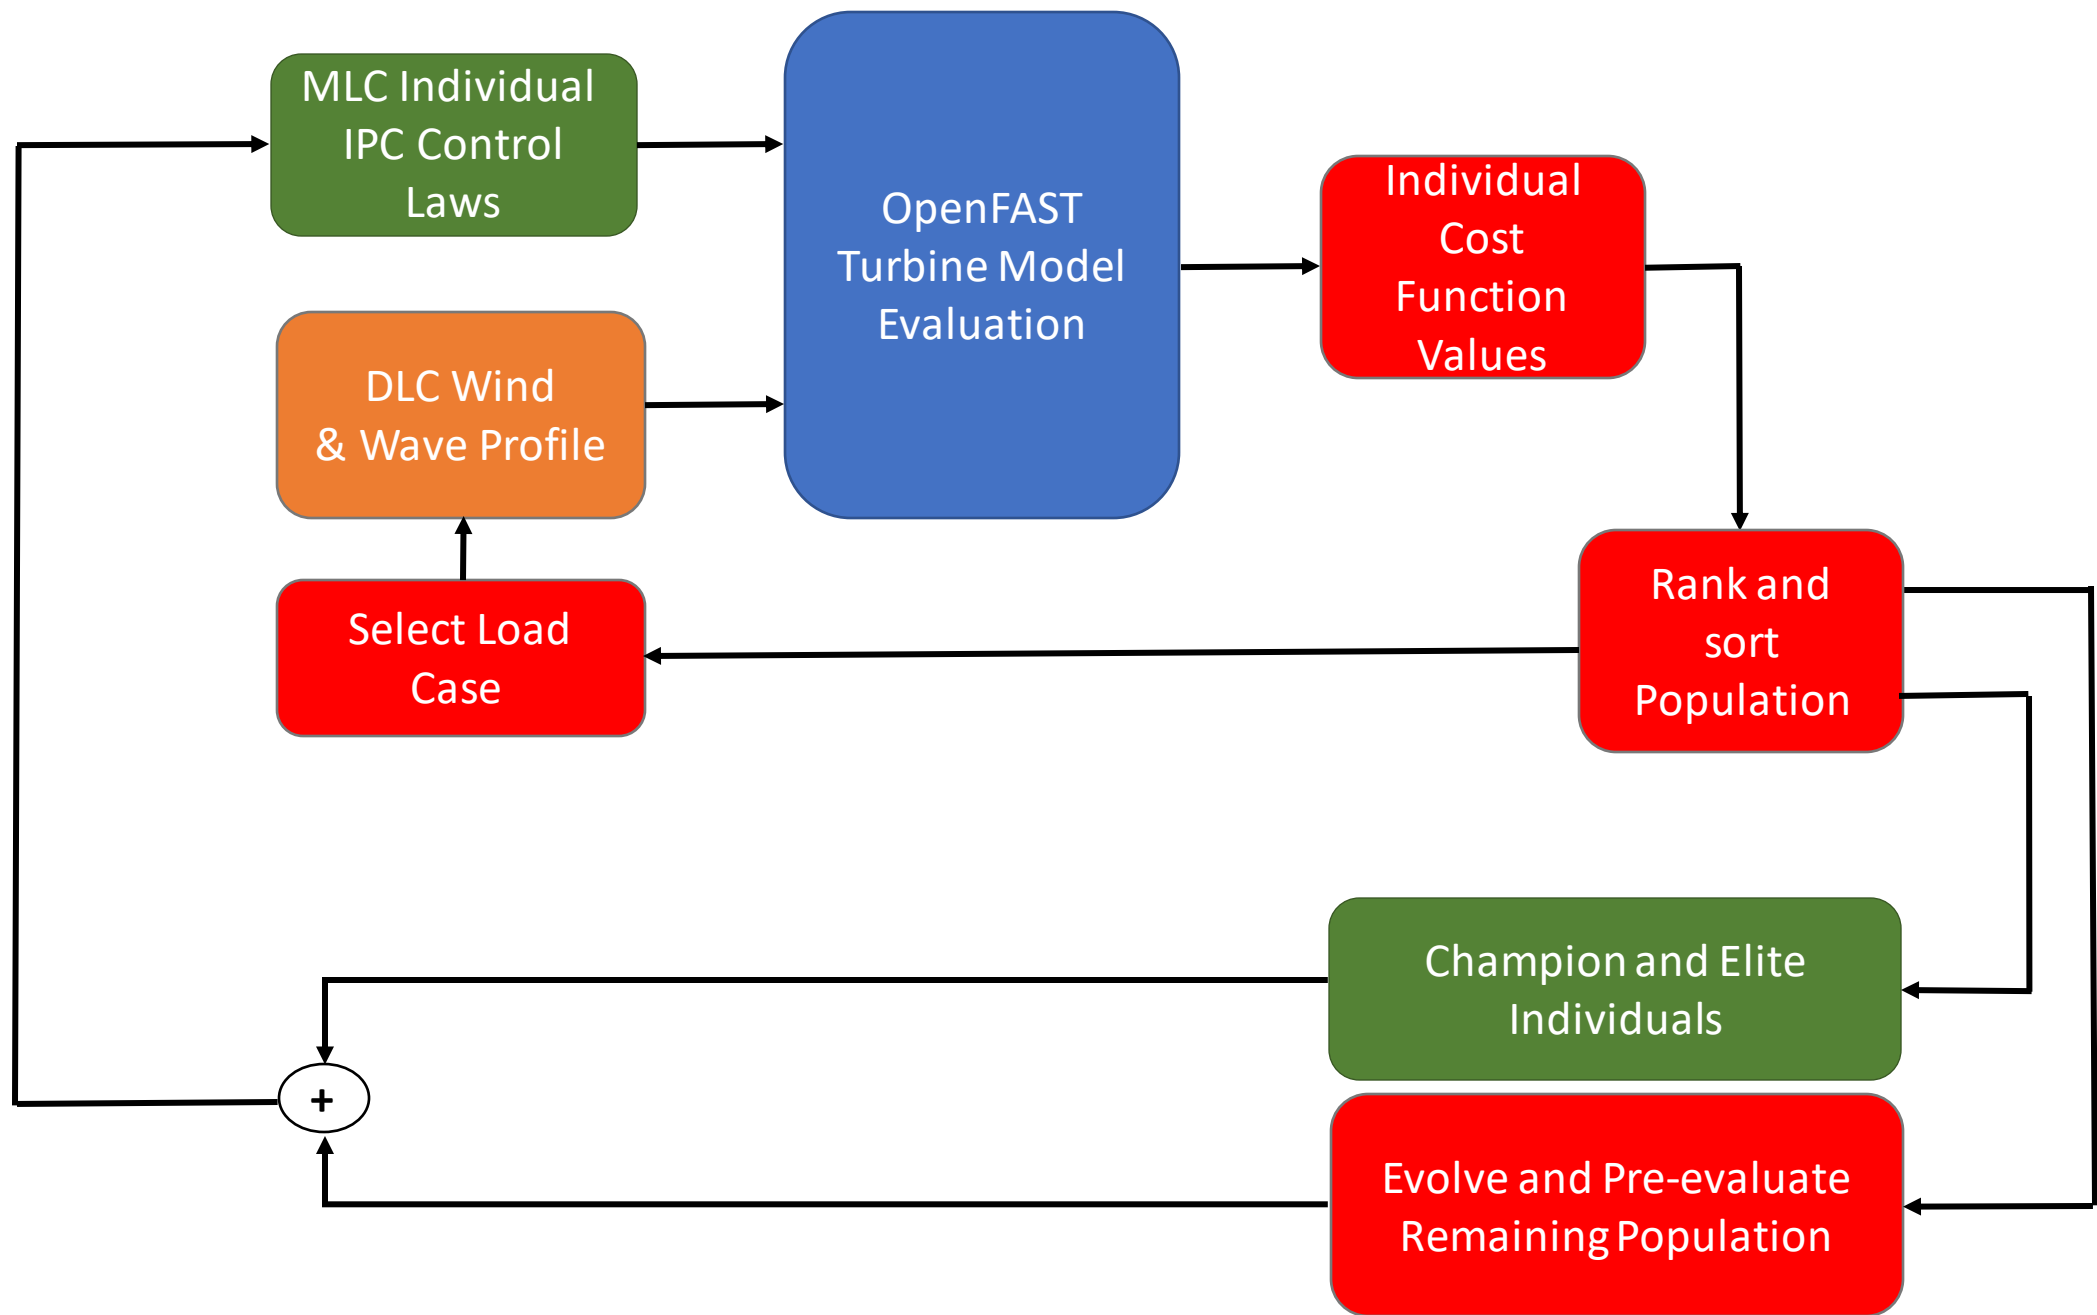 MLC Individual
IPC Control
Laws
OpenFAST
Turbine Model
Evaluation
Individual
Cost
Function
Values
DLC Wind
& Wave Profile
Select Load
Case
Rank and
sort
Population
Champion and Elite
Individuals
+
Evolve and Pre-evaluate
Remaining Population